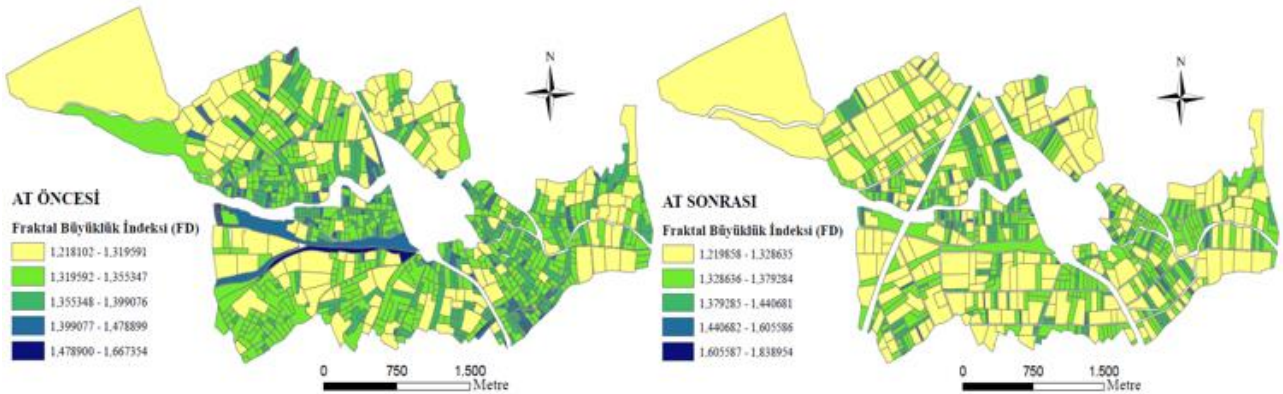 N
AT ÖNCESİ
Fraktal Büyüklük İndeksi (FD)
1,218102 - 1,319591
1,319592 - 1,355347
1,355348 - 1,399076
1,399077 - 1,478899
1,478900 - 1,667354
0 750 1.500
Metre
N
AT SONRASI
Fraktal Büyüklük İndeksi (FD)
1,219858 - 1,328635
1,328636 - 1,379284
1,379285 - 1,440681
1,440682 - 1,605586
1,605587 - 1,838954
0 750 1.500
Metre